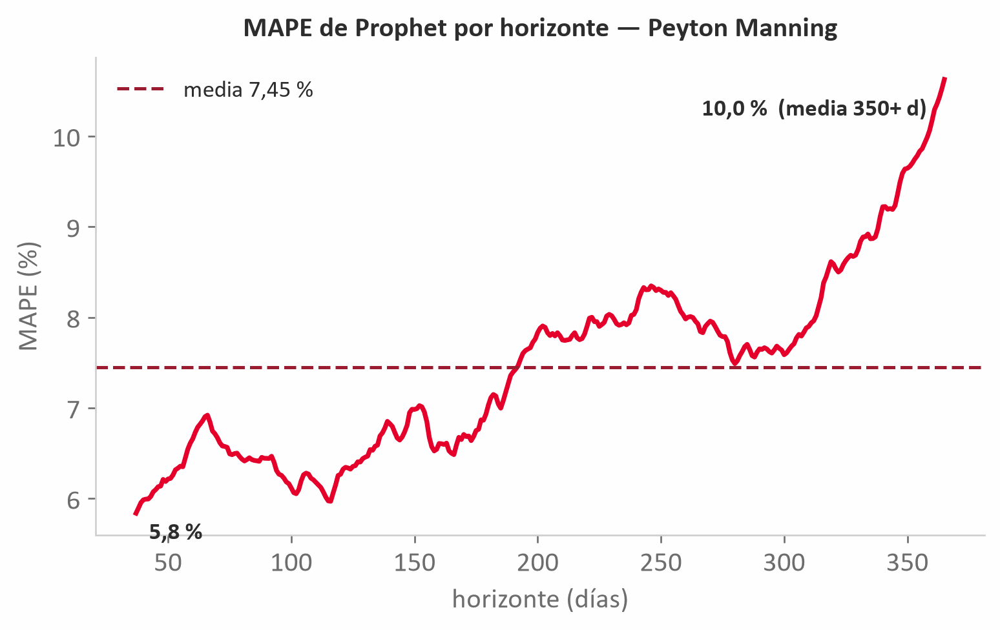 MAPE de Prophet por horizonte — Peyton Manning
media 7,45 %
10,0 % (media 350+ d)
10
9
8
7
6
MAPE (%)
5,8 %
50 100 150 200 250 300 350
horizonte (días)